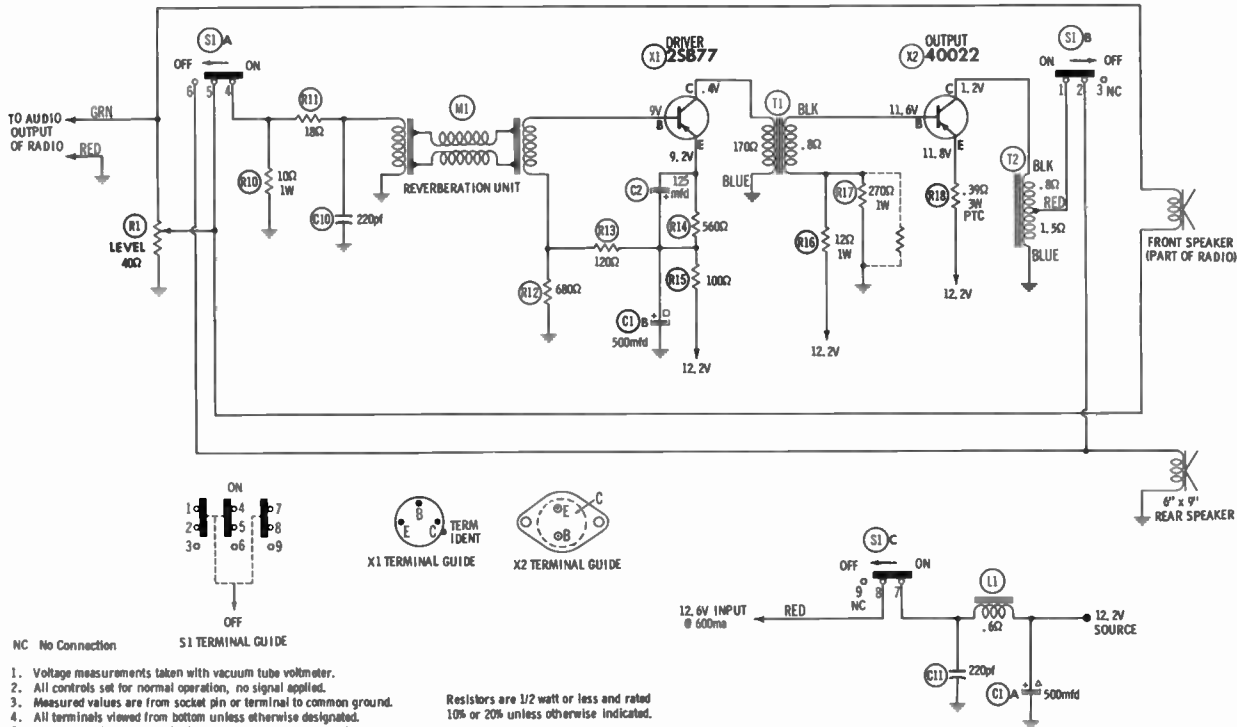 S1 A
OFF ON
6 5 4
TO AUDIO
OUTPUT
OF RADIO
GRN
RED
R1
LEVEL
40Ω
R10
10Ω
1W
R11
18Ω
C10 220pf
M1
REVERBERATION UNIT
R12 680Ω
R13
120Ω
DRIVER
X1 2SB77
C .4V
9V
B
E
9.2V
C2 125
mfd
+
R14 560Ω
R15 100Ω
C1 B +
500mfd
12.2V
T1
170Ω
BLK
.8Ω
BLUE
R16 12Ω
1W
12.2V
R17 270Ω
1W
OUTPUT
X2 40022
C 1.2V
11.6V
B
E
11.8V
R18 .39Ω
3W
PTC
12.2V
T2
BLK
.8Ω
RED
1.5Ω
BLUE
S1 B
ON OFF
1 2 3 NC
FRONT SPEAKER
(PART OF RADIO)
6" x 9"
REAR SPEAKER
ON
1 4 7
2 5 8
3 6 9
OFF
S1 TERMINAL GUIDE
B
E C
TERM
IDENT
X1 TERMINAL GUIDE
C
E
B
X2 TERMINAL GUIDE
S1 C
OFF ON
9 8 7
NC
12.6V INPUT
@ 600ma
RED
L1
.6Ω
12.2V
SOURCE
C11 220pf
C1 A + 500mfd
NC No Connection
1. Voltage measurements taken with vacuum tube voltmeter.
2. All controls set for normal operation, no signal applied.
3. Measured values are from socket pin or terminal to common ground.
4. All terminals viewed from bottom unless otherwise designated.
Resistors are 1/2 watt or less and rated
10% or 20% unless otherwise indicated.